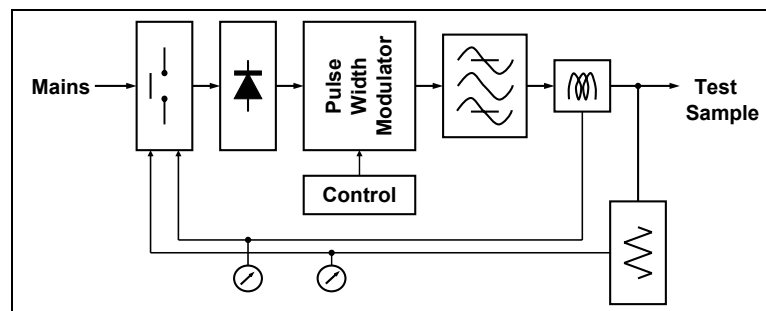 Mains
Pulse
Width
Modulator
Test
Sample
Control